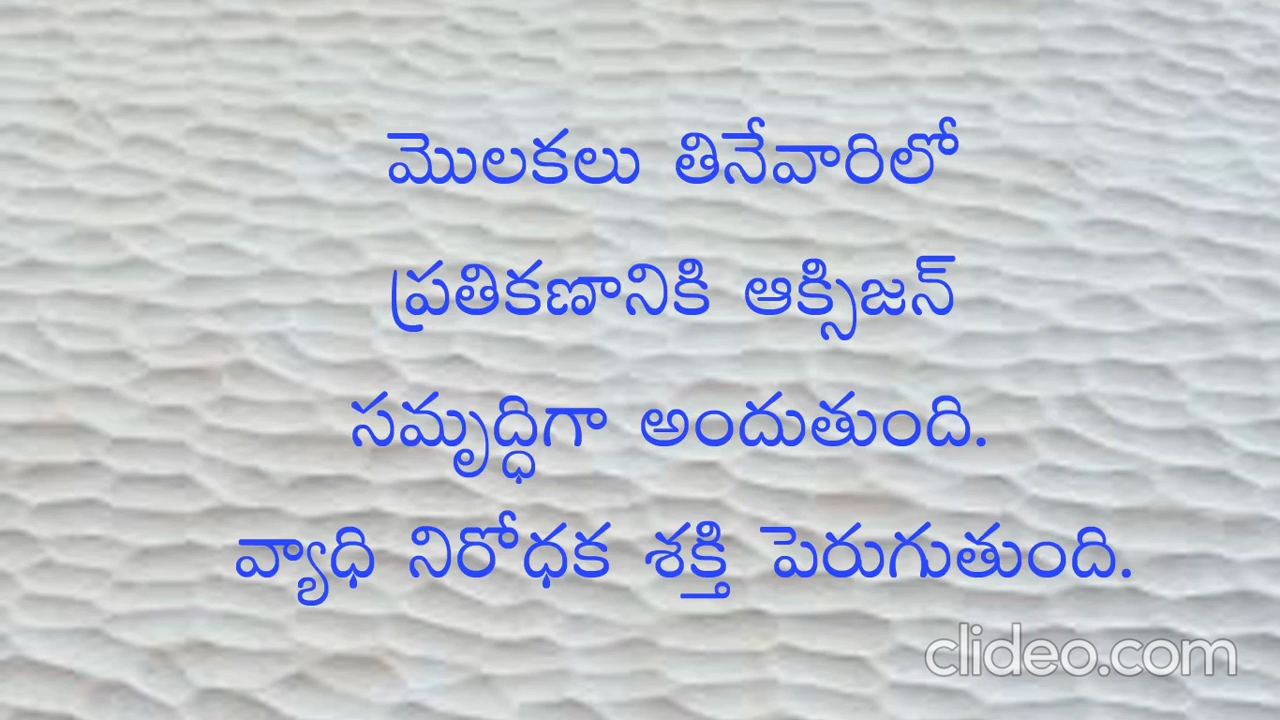 మొలకలు తినేవారిలో
ప్రతికణానికి ఆక్సిజన్
సమృద్ధిగా అందుతుంది.
వ్యాధి నిరోధక శక్తి పెరుగుతుంది.
clideo.com